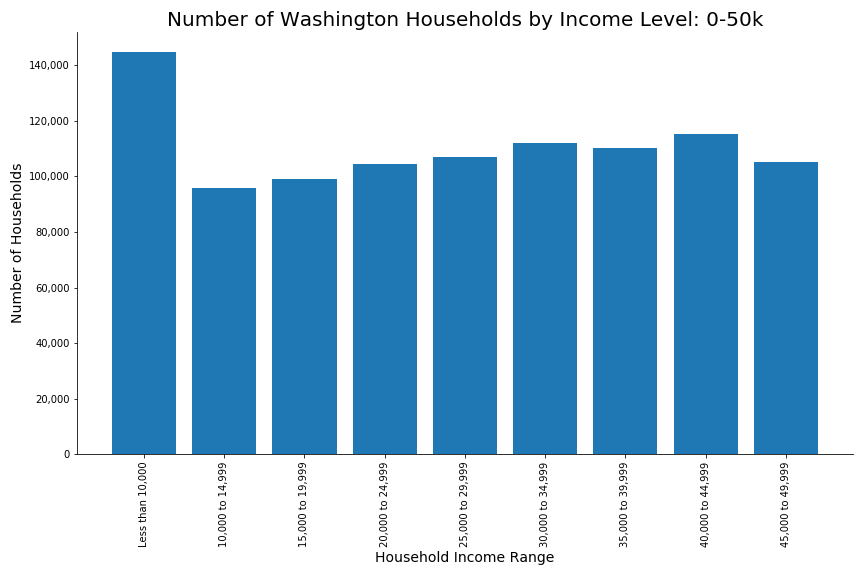 Number of Washington Households by Income Level: 0-50k
Number of Households
140,000
120,000
100,000
80,000
60,000
40,000
20,000
0
Less than 10,000
10,000 to 14,999
15,000 to 19,999
20,000 to 24,999
25,000 to 29,999
30,000 to 34,999
35,000 to 39,999
40,000 to 44,999
45,000 to 49,999
Household Income Range